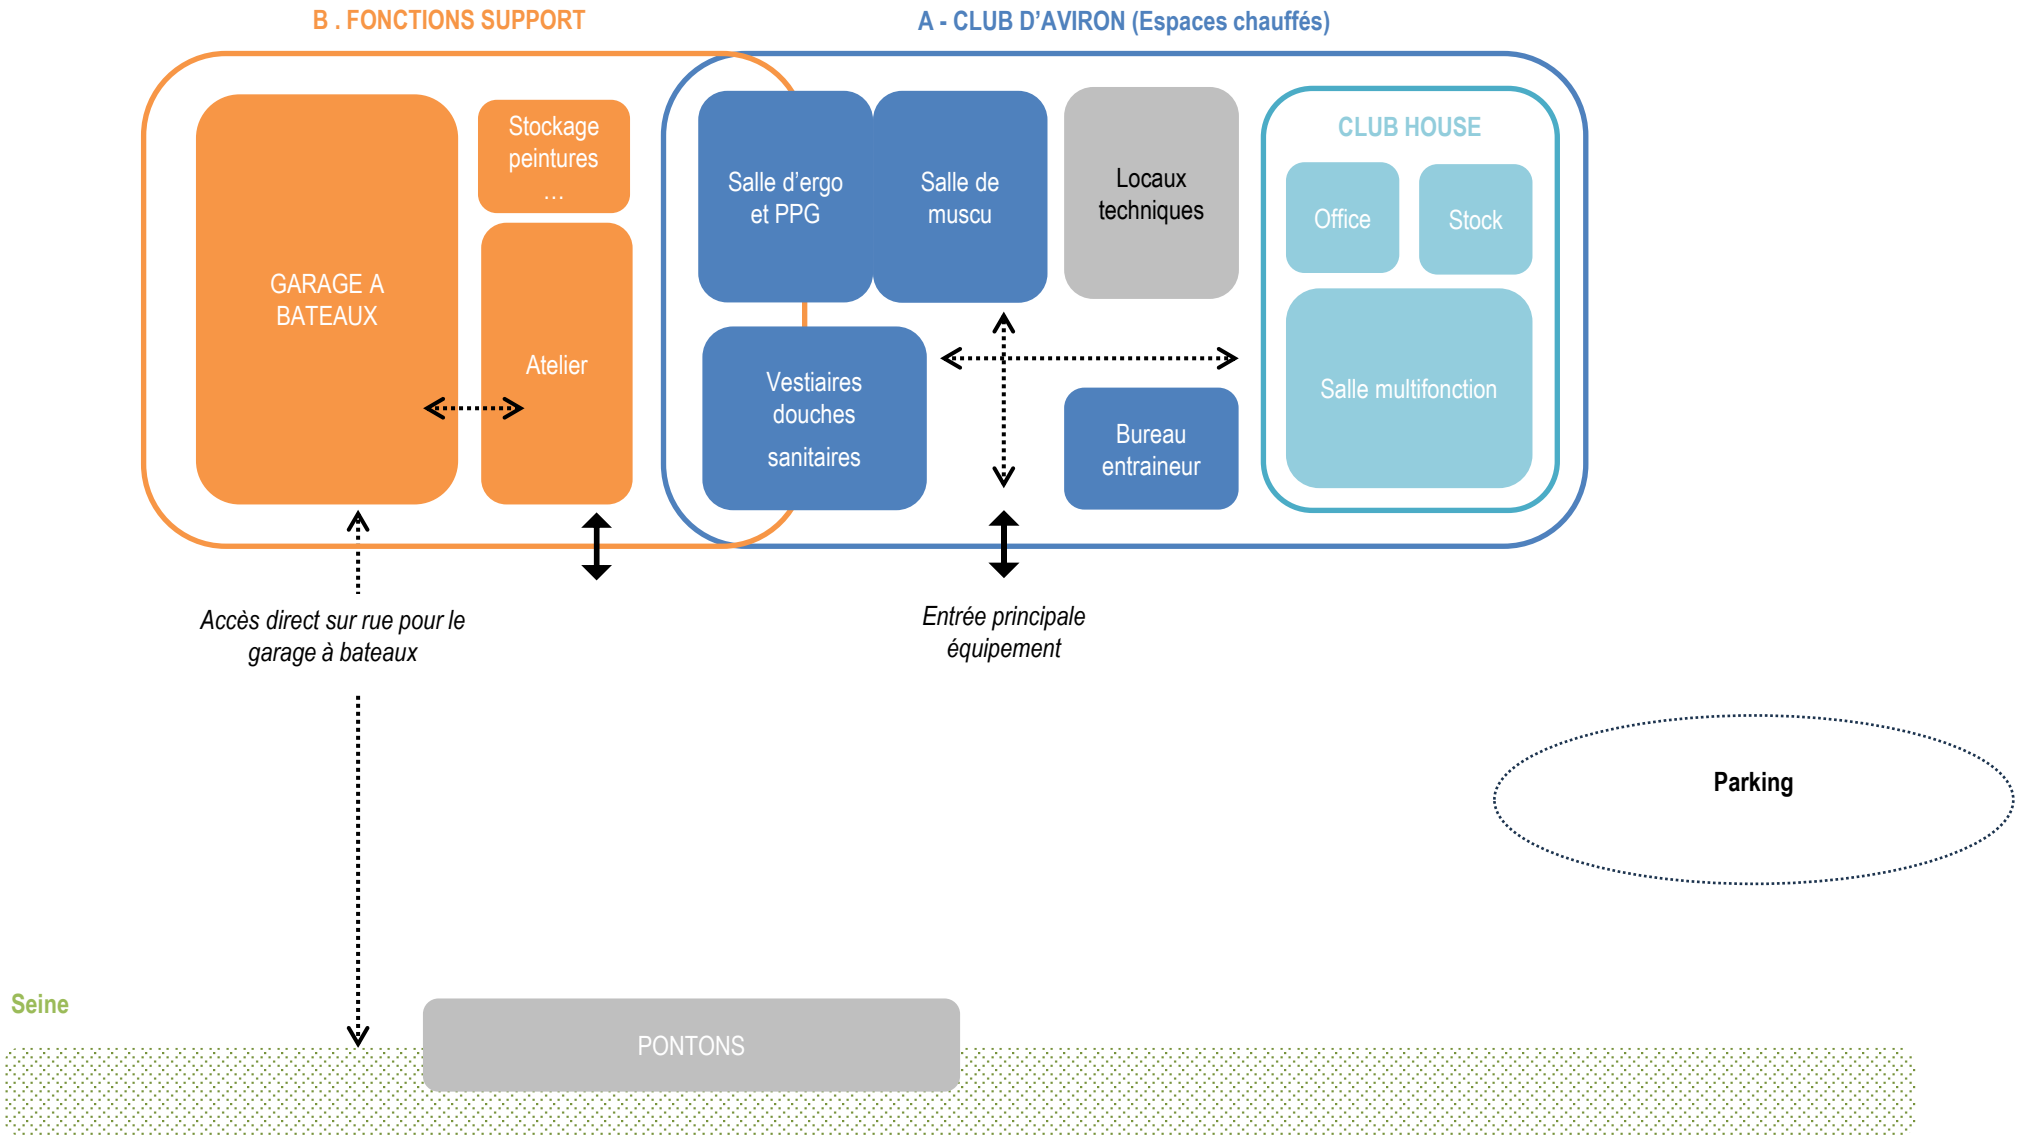 B . FONCTIONS SUPPORT
A - CLUB D’AVIRON (Espaces chauffés)
GARAGE A
BATEAUX
Stockage
peintures
…
Atelier
Salle d’ergo
et PPG
Salle de
muscu
Locaux
techniques
CLUB HOUSE
Office
Stock
Salle multifonction
Vestiaires
douches
sanitaires
Bureau
entraineur
Accès direct sur rue pour le
garage à bateaux
Entrée principale
équipement
Parking
Seine
PONTONS